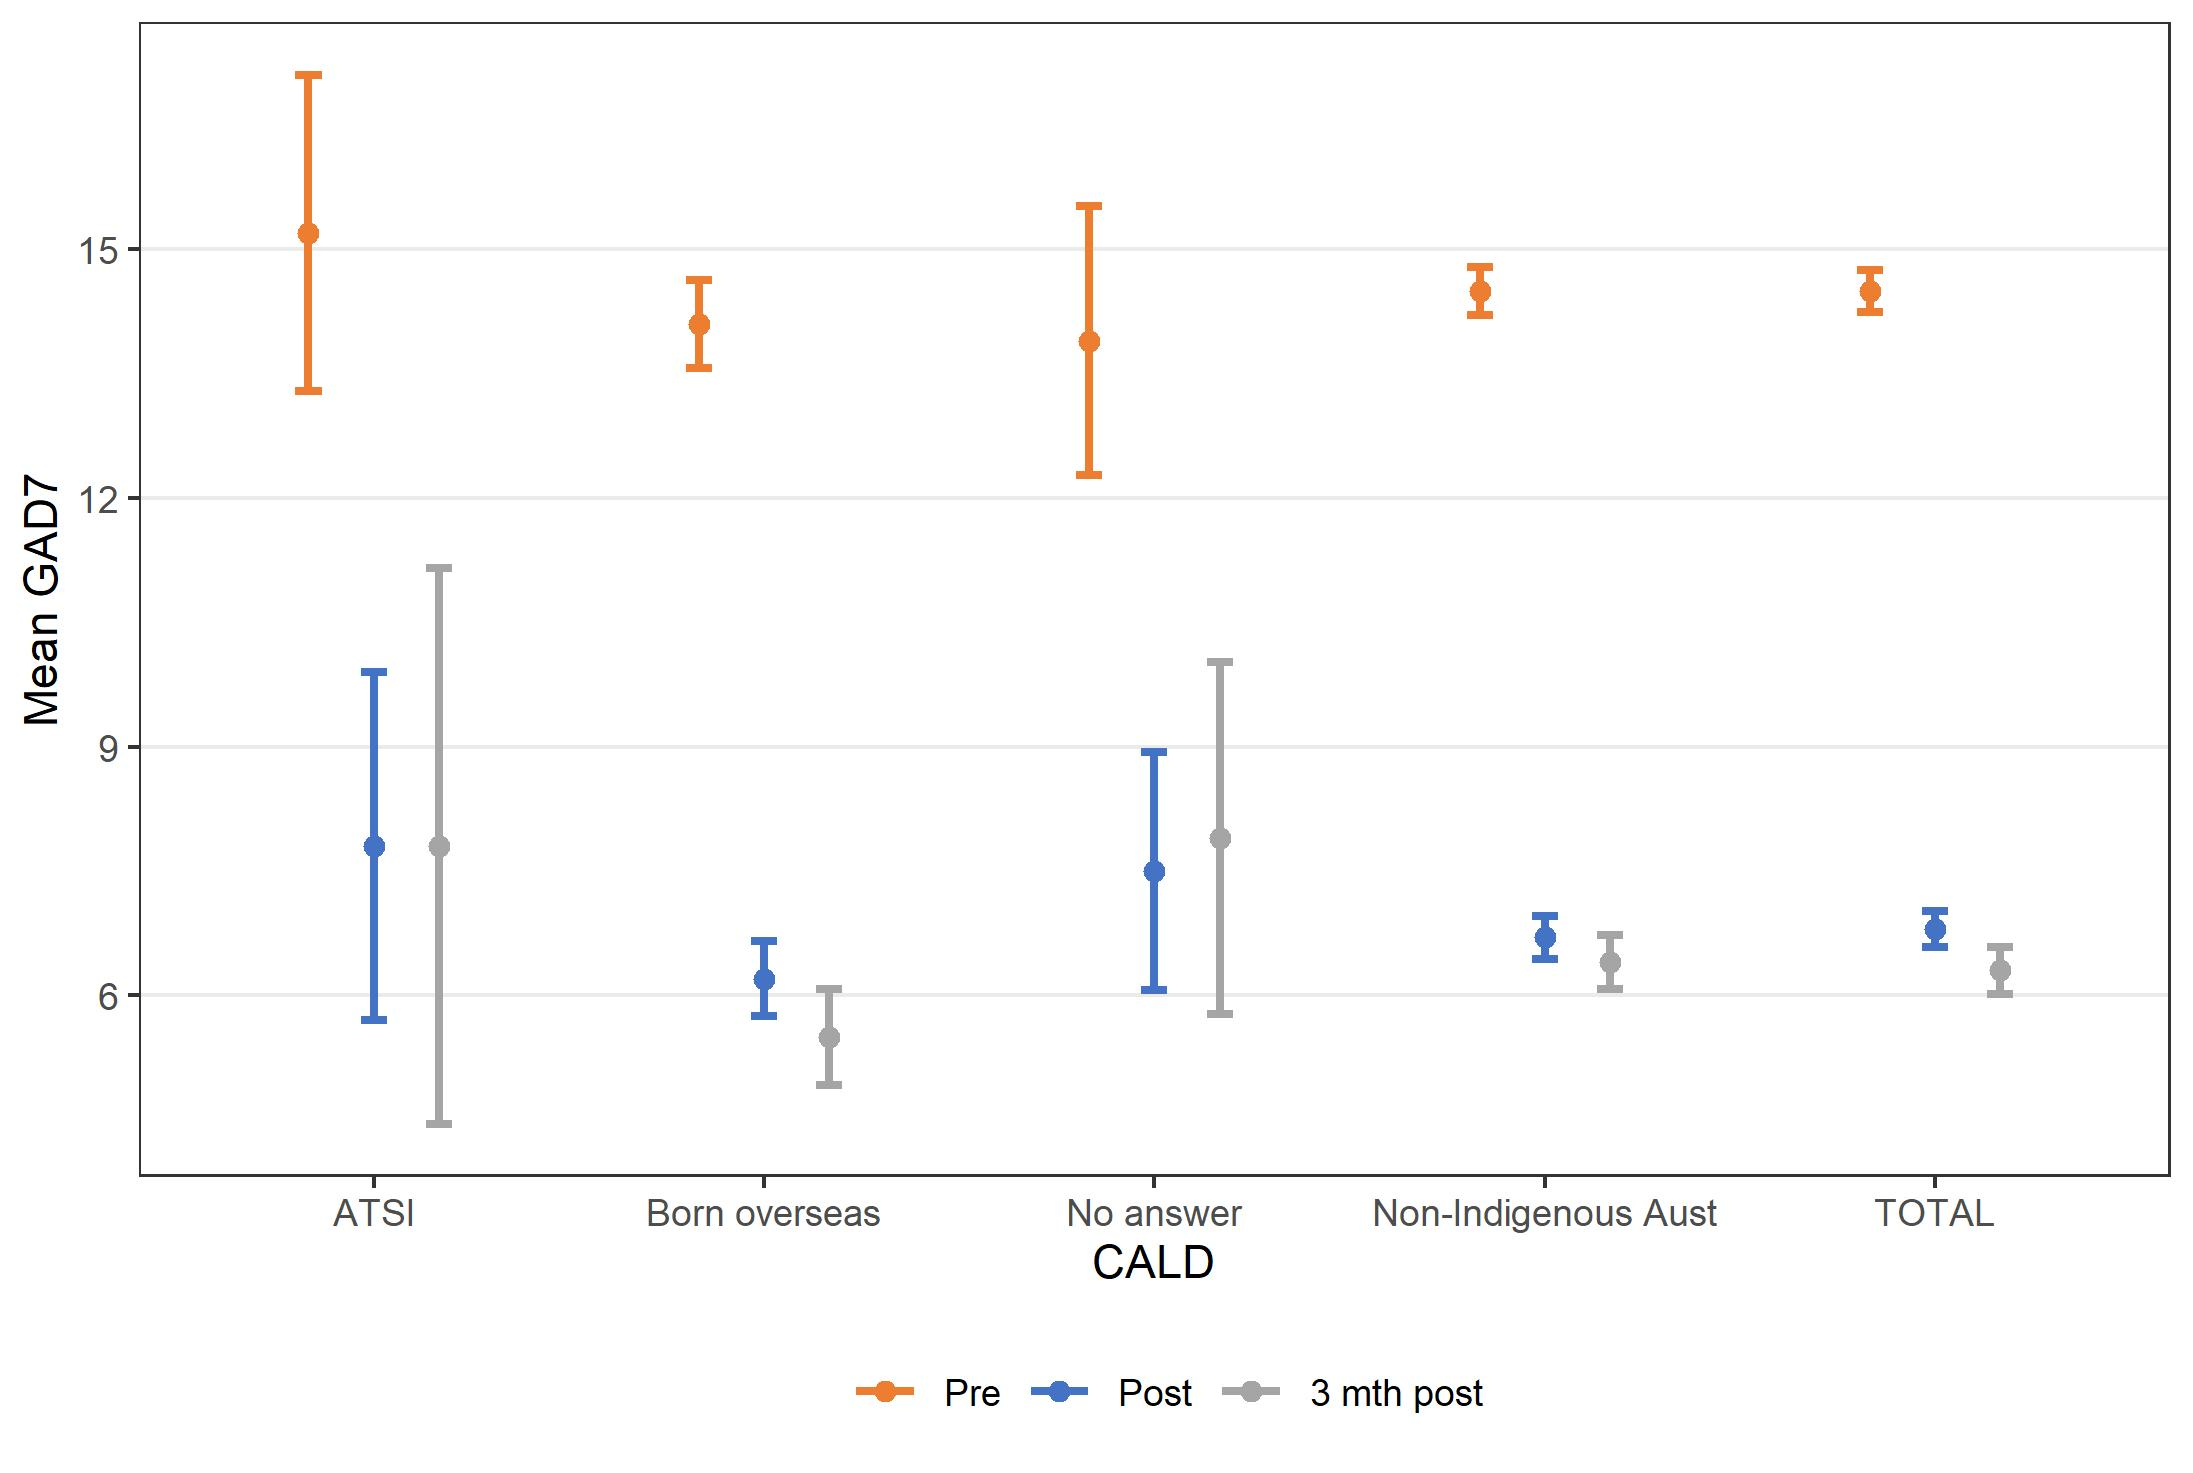 Mean GAD7
15
12
9
6
ATSI
Born overseas
No answer
Non-Indigenous Aust
TOTAL
CALD
Pre
Post
3 mth post